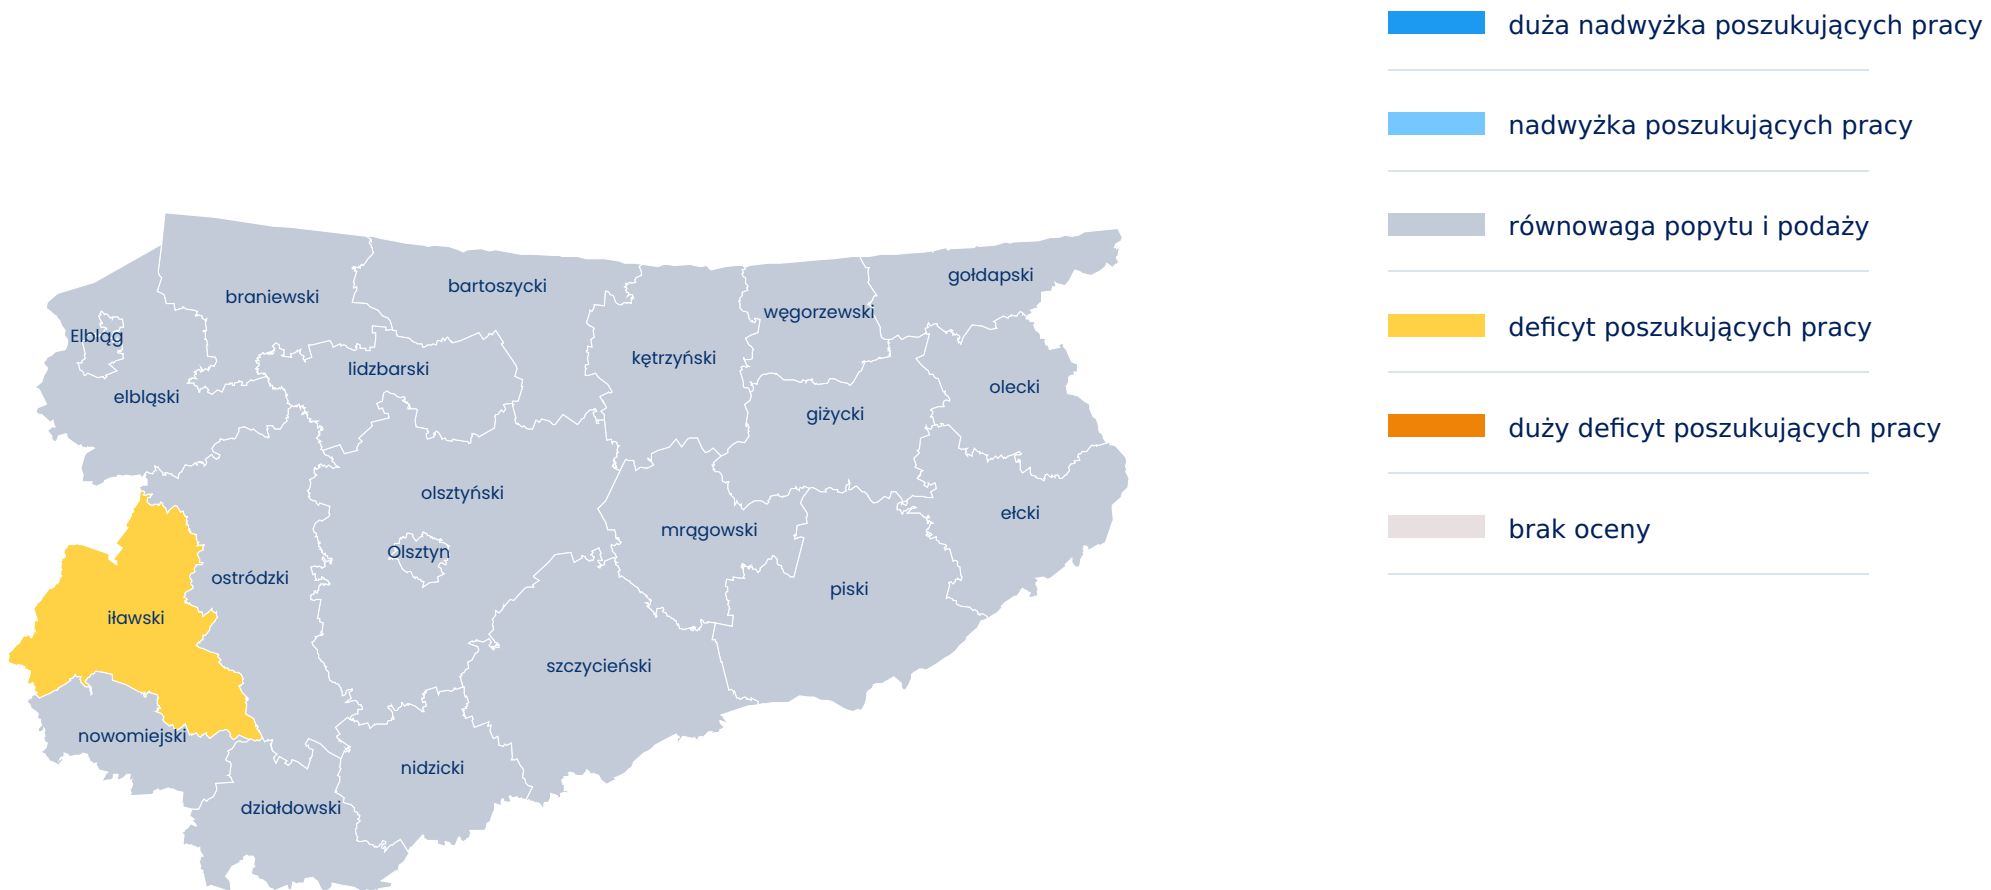 duża nadwyżka poszukujących pracy
nadwyżka poszukujących pracy
równowaga popytu i podaży
deficyt poszukujących pracy
duży deficyt poszukujących pracy
brak oceny
gołdapski
bartoszycki
braniewski
węgorzewski
Elbląg
kętrzyński
lidzbarski
olecki
elbląski
giżycki
olsztyński
ełcki
mrągowski
Olsztyn
ostródzki
piski
iławski
szczycieński
nowomiejski
nidzicki
działdowski